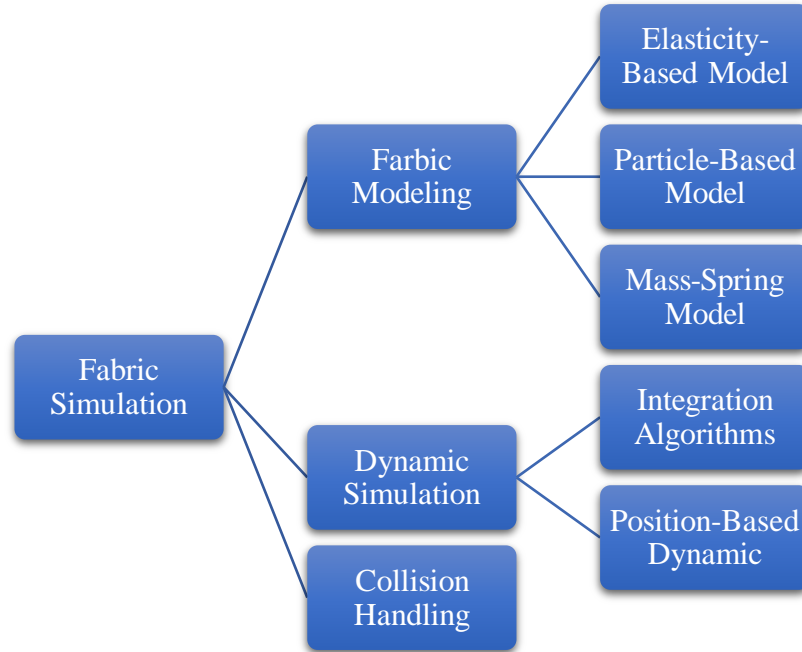 Elasticity-
Based Model
Farbic
Modeling
Particle-Based
Model
Mass-Spring
Model
Fabric
Simulation
Integration
Algorithms
Dynamic
Simulation
Position-Based
Dynamic
Collision
Handling